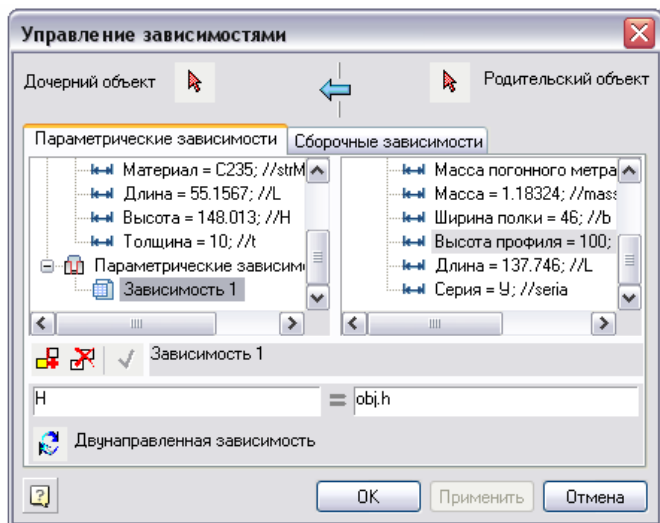 Управление зависимостями
Дочерний объект
Родительский объект
Параметрические зависимости
Сборочные зависимости
Материал = C235; //strM
Длина = 55.1567; //L
Высота = 148.013; //H
Толщина = 10; //t
Параметрические зависим
Зависимость 1
Масса погонного метра
Масса = 1.18324; //mass
Ширина полки = 46; //b
Высота профиля = 100;
Длина = 137.746; //L
Серия = У; //seria
Зависимость 1
H = obj.h
Двунаправленная зависимость
? OK Применить Отмена